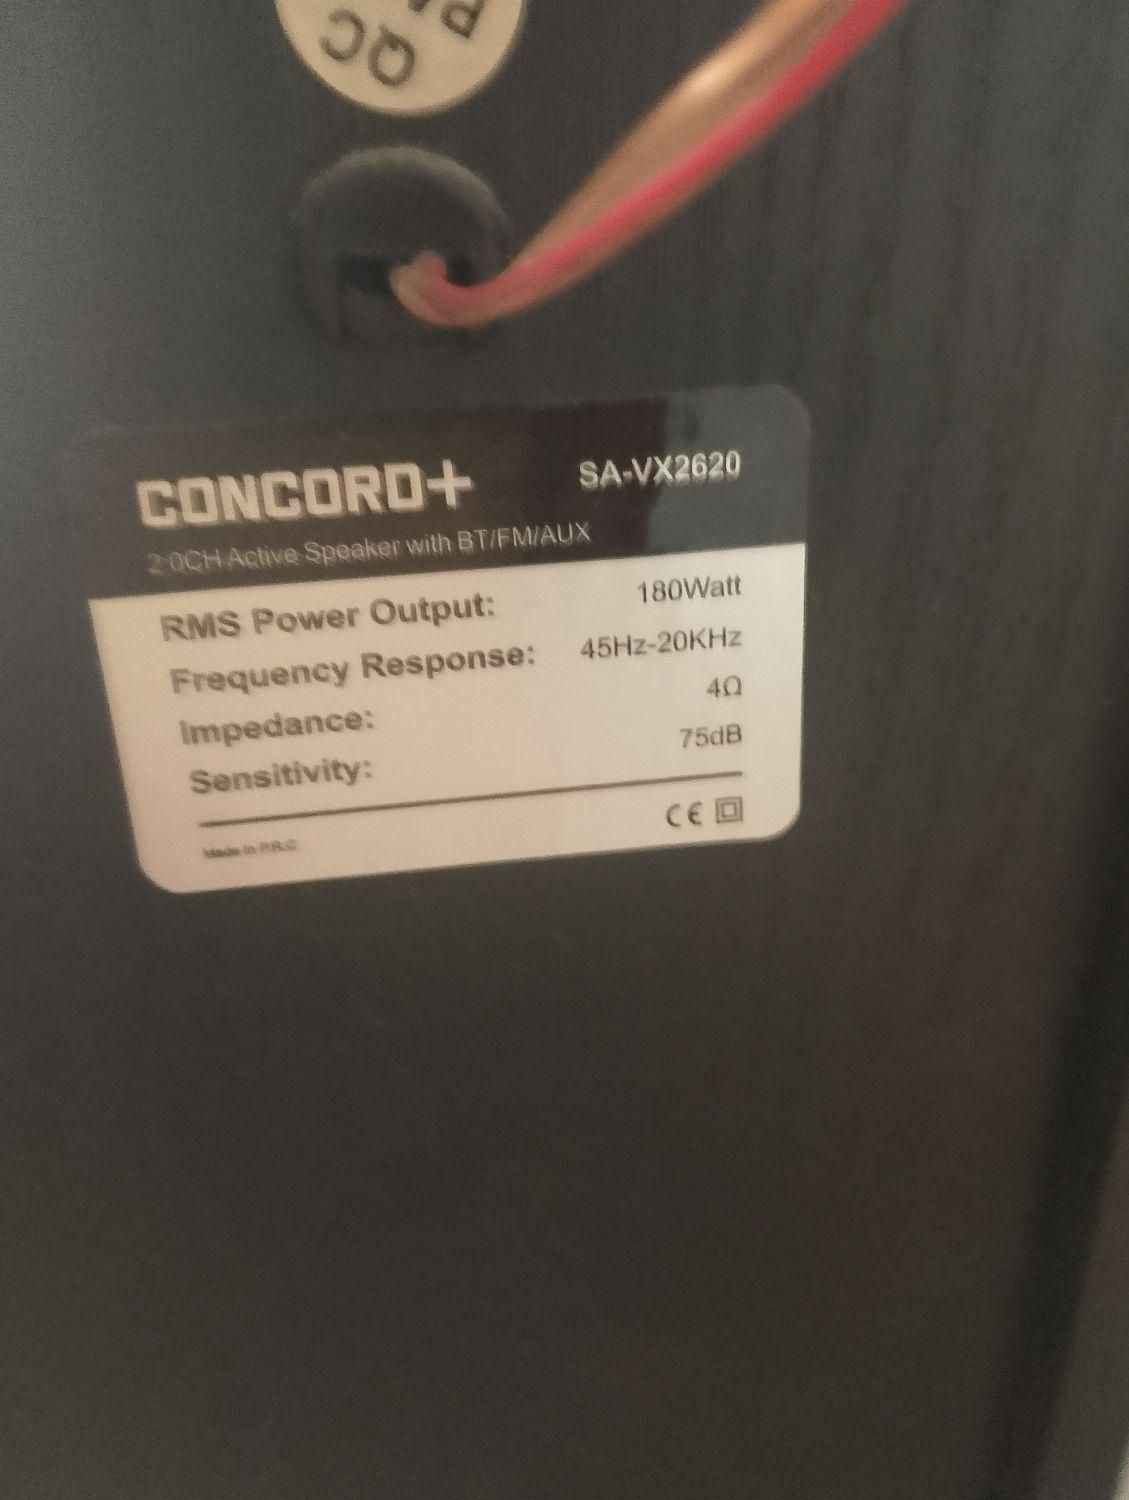 QC
CONCORD+
SA-VX2620
2.0CH Active Speaker with BT/FM/AUX
RMS Power Output: 180Watt
Frequency Response: 45Hz-20KHz
Impedance: 4Ω
Sensitivity: 75dB
CE
Made in P.R.C